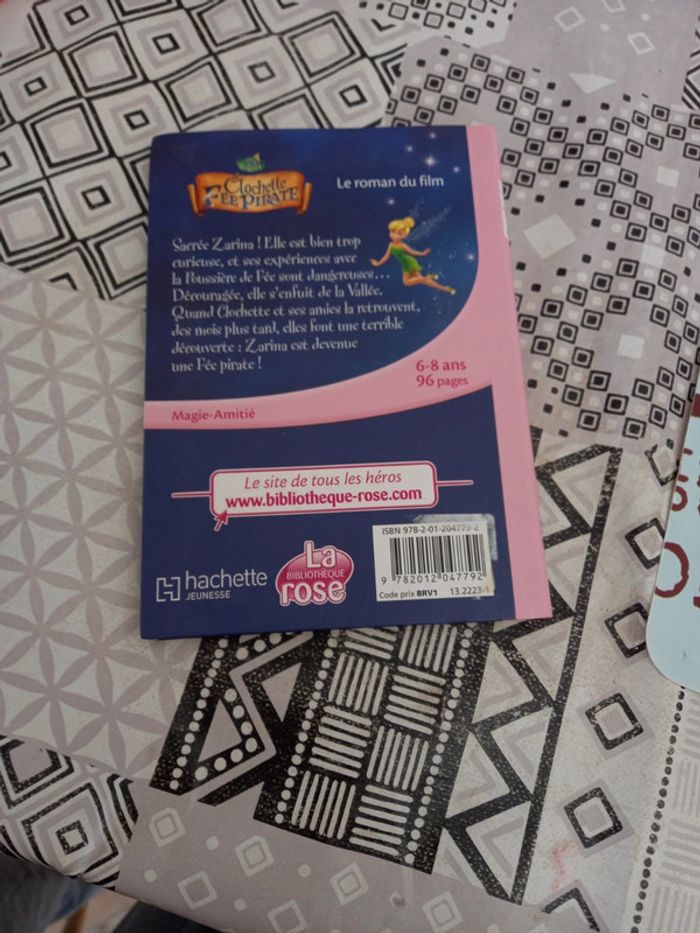 Clochette
FÉE PIRATE
Le roman du film
Sacrée Zarina ! Elle est bien trop
curieuse, et ses expériences avec
la Poussière de Fée sont dangereuses...
Découragée, elle s'enfuit de la Vallée.
Quand Clochette et ses amies la retrouvent,
des mois plus tard, elles font une terrible
découverte : Zarina est devenue
une Fée pirate !
6-8 ans
96 pages
Magie-Amitié
Le site de tous les héros
www.bibliotheque-rose.com
hachette
JEUNESSE
La
BIBLIOTHÈQUE
rose
ISBN 978-2-01-204779-2
9 782012 047792
Code prix BRV1 13.2223-1